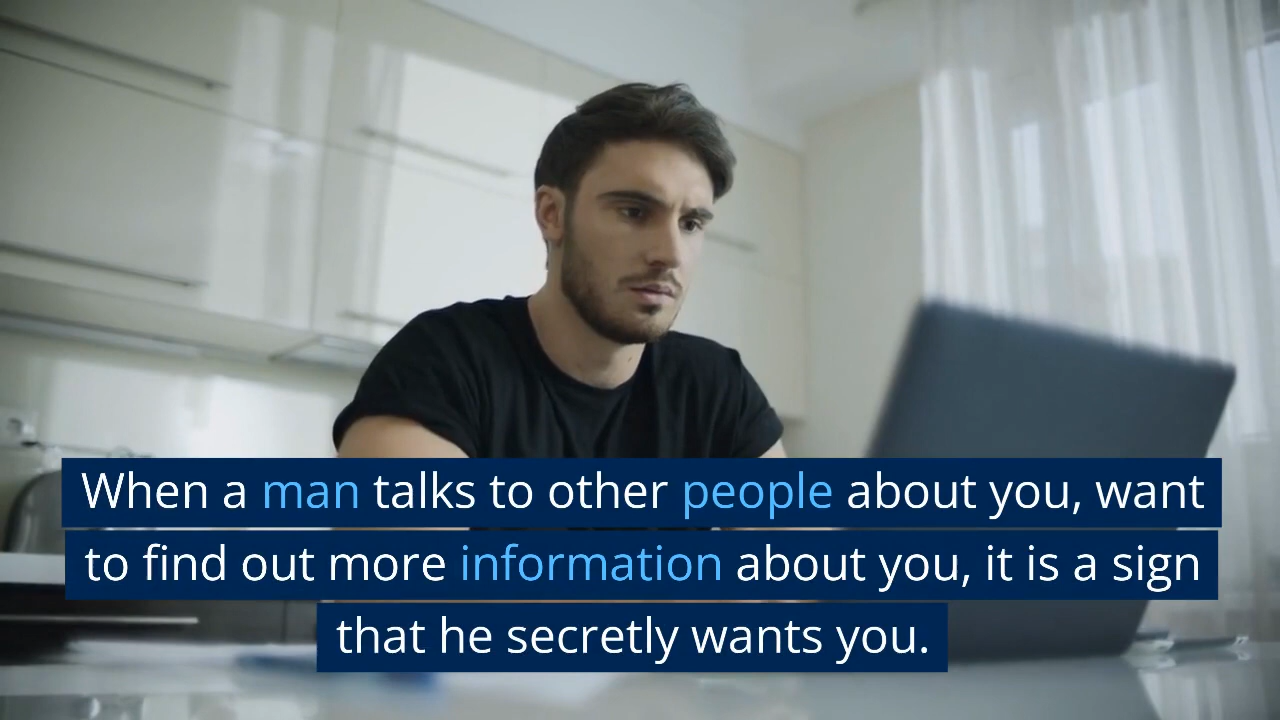 When a man talks to other people about you, want
to find out more information about you, it is a sign
that he secretly wants you.